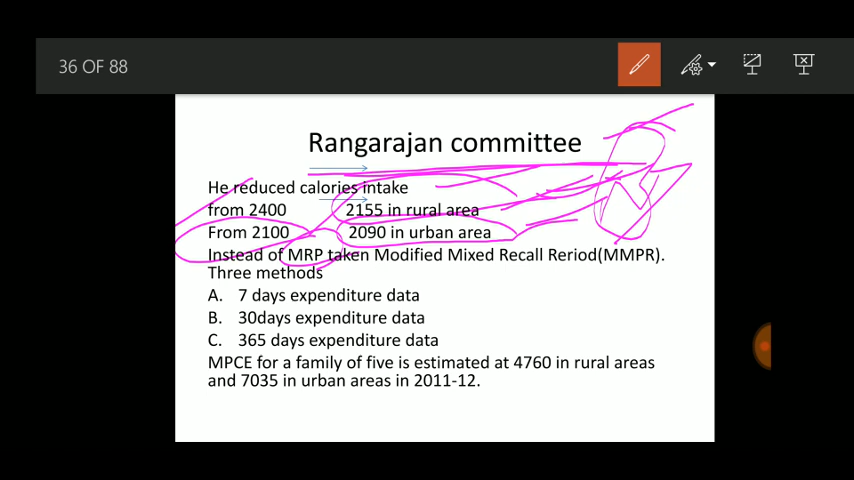 36 OF 88
Rangarajan committee
He reduced calories intake
from 2400 2155 in rural area
From 2100 2090 in urban area
Instead of MRP taken Modified Mixed Recall Reriod(MMPR).
Three methods
A. 7 days expenditure data
B. 30days expenditure data
C. 365 days expenditure data
MPCE for a family of five is estimated at 4760 in rural areas
and 7035 in urban areas in 2011-12.